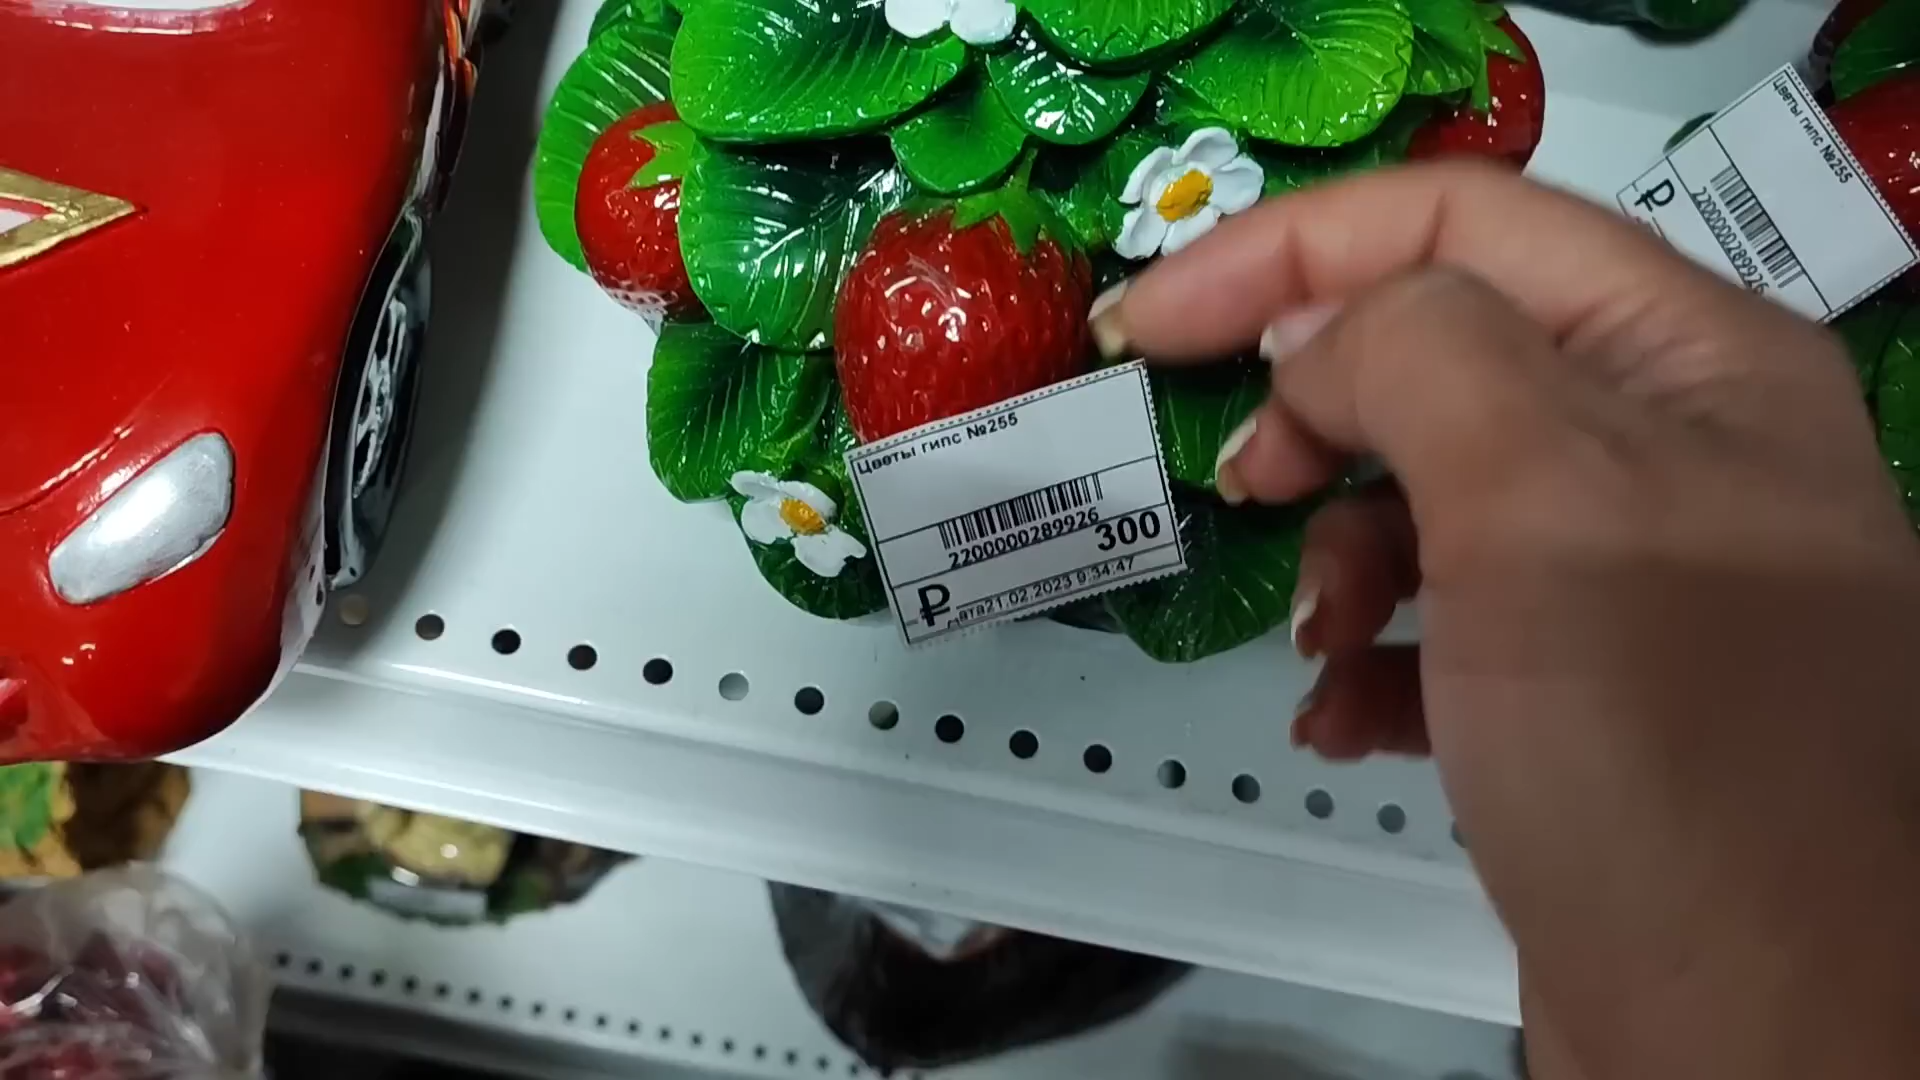 Цветы гипс №255
2200000289926
300
₽
Дата21.02.2023 9:34:47
Цветы гипс №255
2200000289926
₽